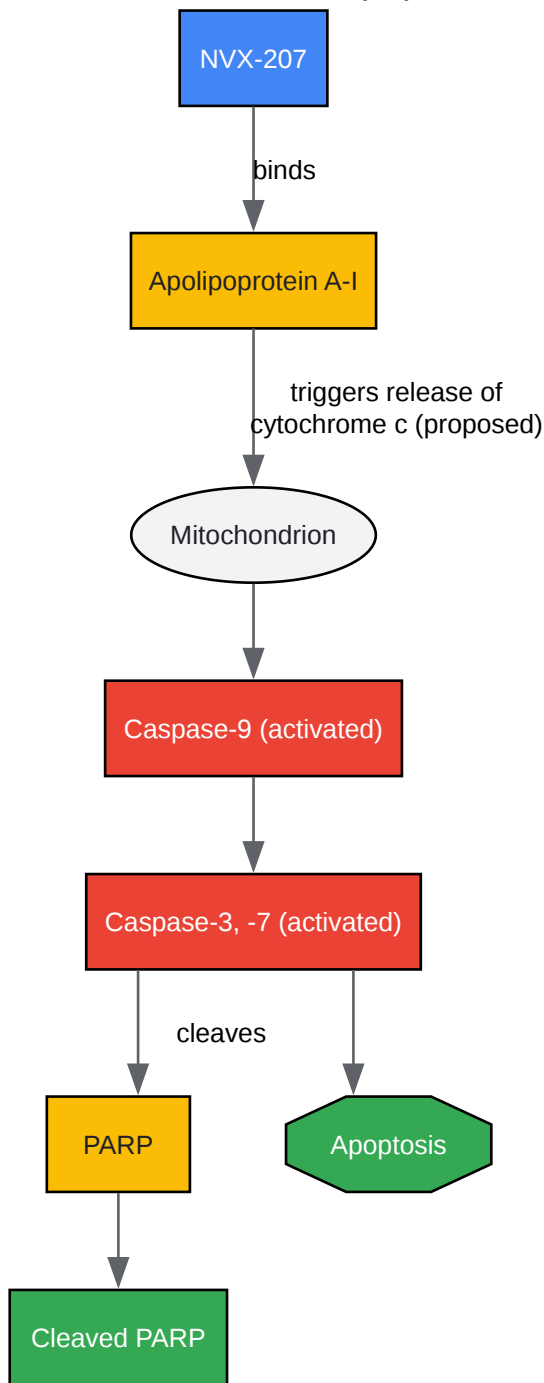 NVX-207
binds
Apolipoprotein A-I
triggers release of
cytochrome c (proposed)
Mitochondrion
Caspase-9 (activated)
Caspase-3, -7 (activated)
cleaves
PARP
Apoptosis
Cleaved PARP